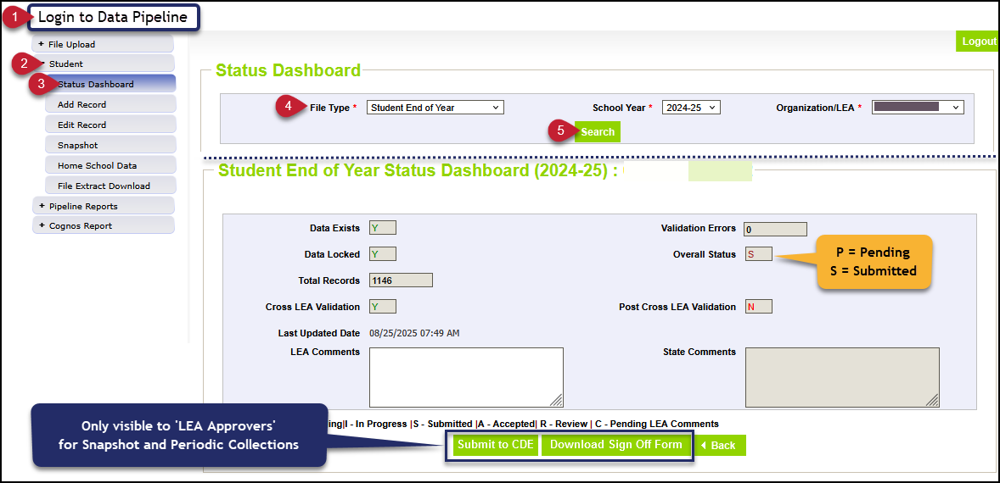 1 Login to Data Pipeline
Logout
+ File Upload
2 Student
3 Status Dashboard
Add Record
Edit Record
Snapshot
Home School Data
File Extract Download
+ Pipeline Reports
+ Cognos Report
Status Dashboard
4 File Type * Student End of Year School Year * 2024-25 Organization/LEA *
5 Search
Student End of Year Status Dashboard (2024-25) :
Data Exists Y Validation Errors 0
Data Locked Y Overall Status S
P = Pending
S = Submitted
Total Records 1146
Cross LEA Validation Y Post Cross LEA Validation N
Last Updated Date 08/25/2025 07:49 AM
LEA Comments State Comments
Only visible to 'LEA Approvers'
for Snapshot and Periodic Collections
ing|I - In Progress |S - Submitted |A - Accepted| R - Review | C - Pending LEA Comments
Submit to CDE Download Sign Off Form Back